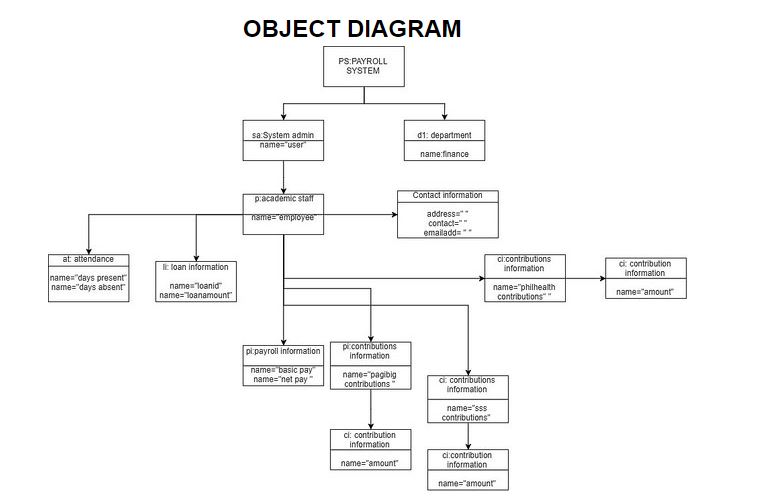 OBJECT DIAGRAM
PS:PAYROLL
SYSTEM
sa:System admin
name="user"
d1: department
name:finance
p:academic staff
name="employee"
Contact information
address=" "
contact=" "
emailadd= " "
at: attendance
name="days present"
name="days absent"
li: loan information
name="loanid"
name="loanamount"
ci:contributions
information
name="philhealth
contributions" "
ci: contribution
information
name="amount"
pi:payroll information
name="basic pay"
name="net pay "
pi:contributions
information
name="pagibig
contributions "
ci: contributions
information
name="sss
contributions"
ci: contribution
information
name="amount"
ci:contribution
information
name="amount"